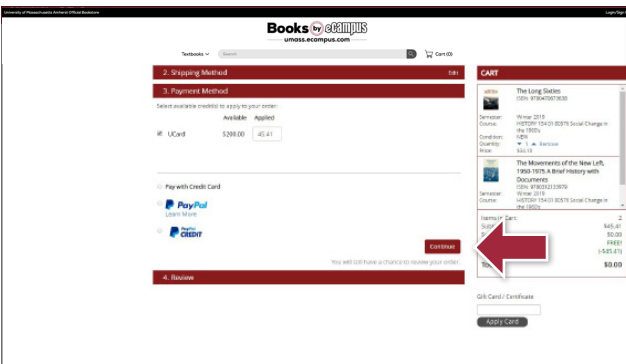 University of Massachusetts Amherst Official Bookstore
Login/Sign
Books by eCAMPUS
umass.ecampus.com
Textbooks
Search
Cart (0)
2. Shipping Method
Edit
3. Payment Method
Select available credit(s) to apply to your order:
Available Applied
UCard $200.00 45.41
Pay with Credit Card
PayPal
Learn More
PayPal
CREDIT
Continue
You will still have a chance to review your order.
4. Review
CART
The Long Sixties
ISBN: 9780470673638
Semester: Winter 2019
Course: HISTORY 154 01 80579 Social Change in
the 1960's
Condition: NEW
Quantity: 1 Remove
Price:
The Movements of the New Left,
1950-1975 A Brief History with
Documents
ISBN: 9780312133979
Semester: Winter 2019
Course: HISTORY 154 01 80579 Social Change in
the 1960's
Items in Cart: 2
$45.41
$0.00
FREE!
(-$45.41)
$0.00
Gift Card / Certificate
Apply Card